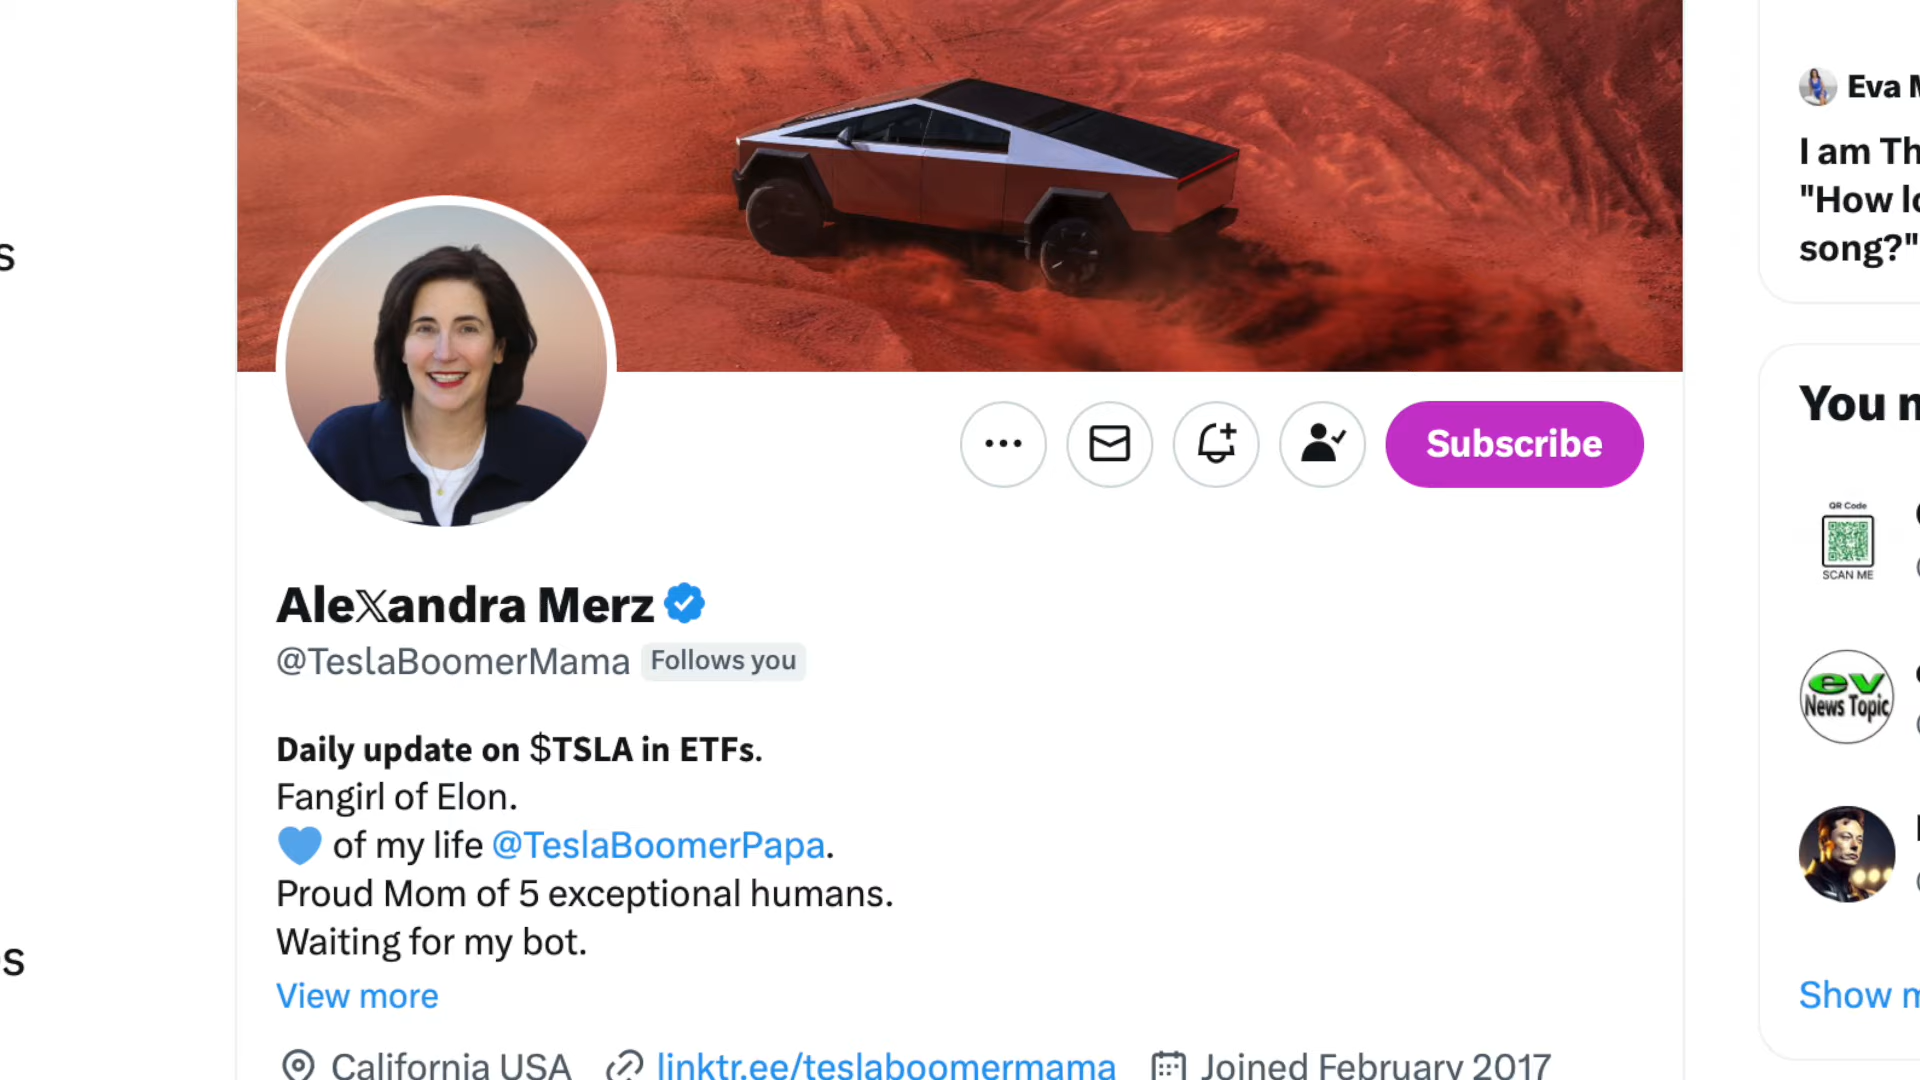 Subscribe
Ale𝕏andra Merz
@TeslaBoomerMama Follows you
Daily update on $TSLA in ETFs.
Fangirl of Elon.
💙 of my life @TeslaBoomerPapa.
Proud Mom of 5 exceptional humans.
Waiting for my bot.
View more
California USA linktr.ee/teslaboomermama Joined February 2017
Eva
I am
"How
song?"
You
QR Code
SCAN ME
ev
News Topic
Show